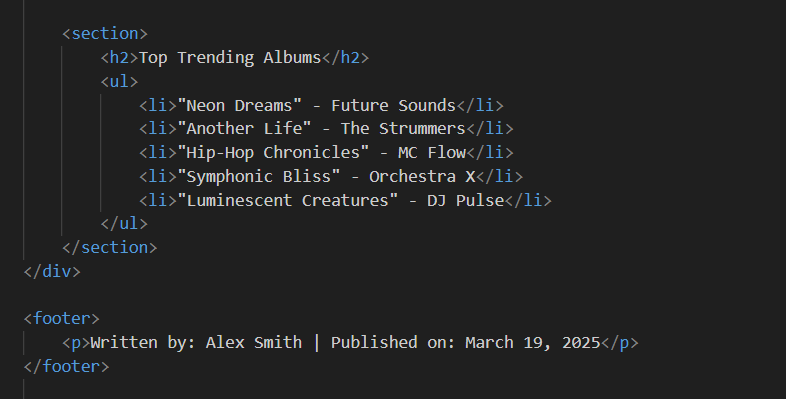 <section>
<h2>Top Trending Albums</h2>
<ul>
<li>"Neon Dreams" - Future Sounds</li>
<li>"Another Life" - The Strummers</li>
<li>"Hip-Hop Chronicles" - MC Flow</li>
<li>"Symphonic Bliss" - Orchestra X</li>
<li>"Luminescent Creatures" - DJ Pulse</li>
</ul>
</section>
</div>
<footer>
<p>Written by: Alex Smith | Published on: March 19, 2025</p>
</footer>